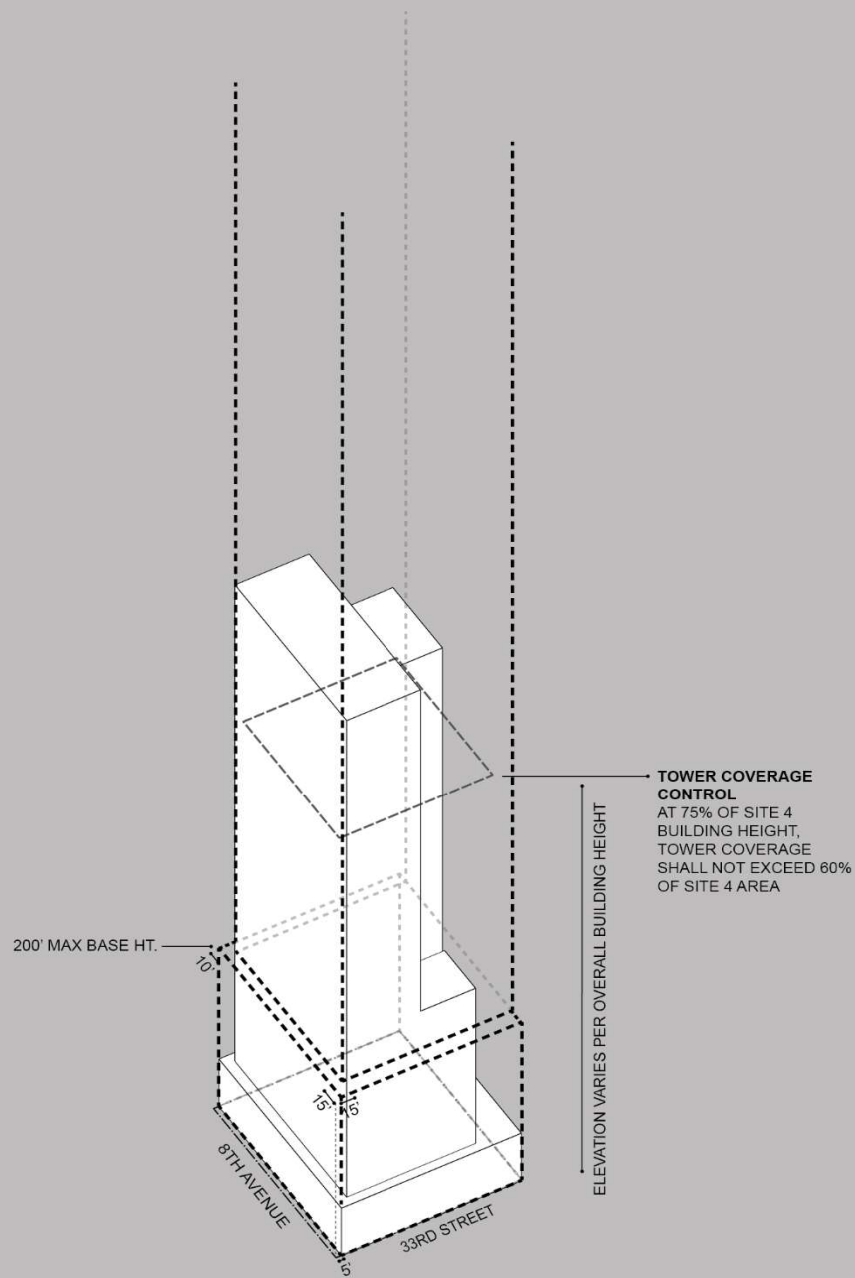 TOWER COVERAGE
CONTROL
AT 75% OF SITE 4
BUILDING HEIGHT,
TOWER COVERAGE
SHALL NOT EXCEED 60%
OF SITE 4 AREA
ELEVATION VARIES PER OVERALL BUILDING HEIGHT
200' MAX BASE HT.
10'
15'
5'
8TH AVENUE
33RD STREET
5'